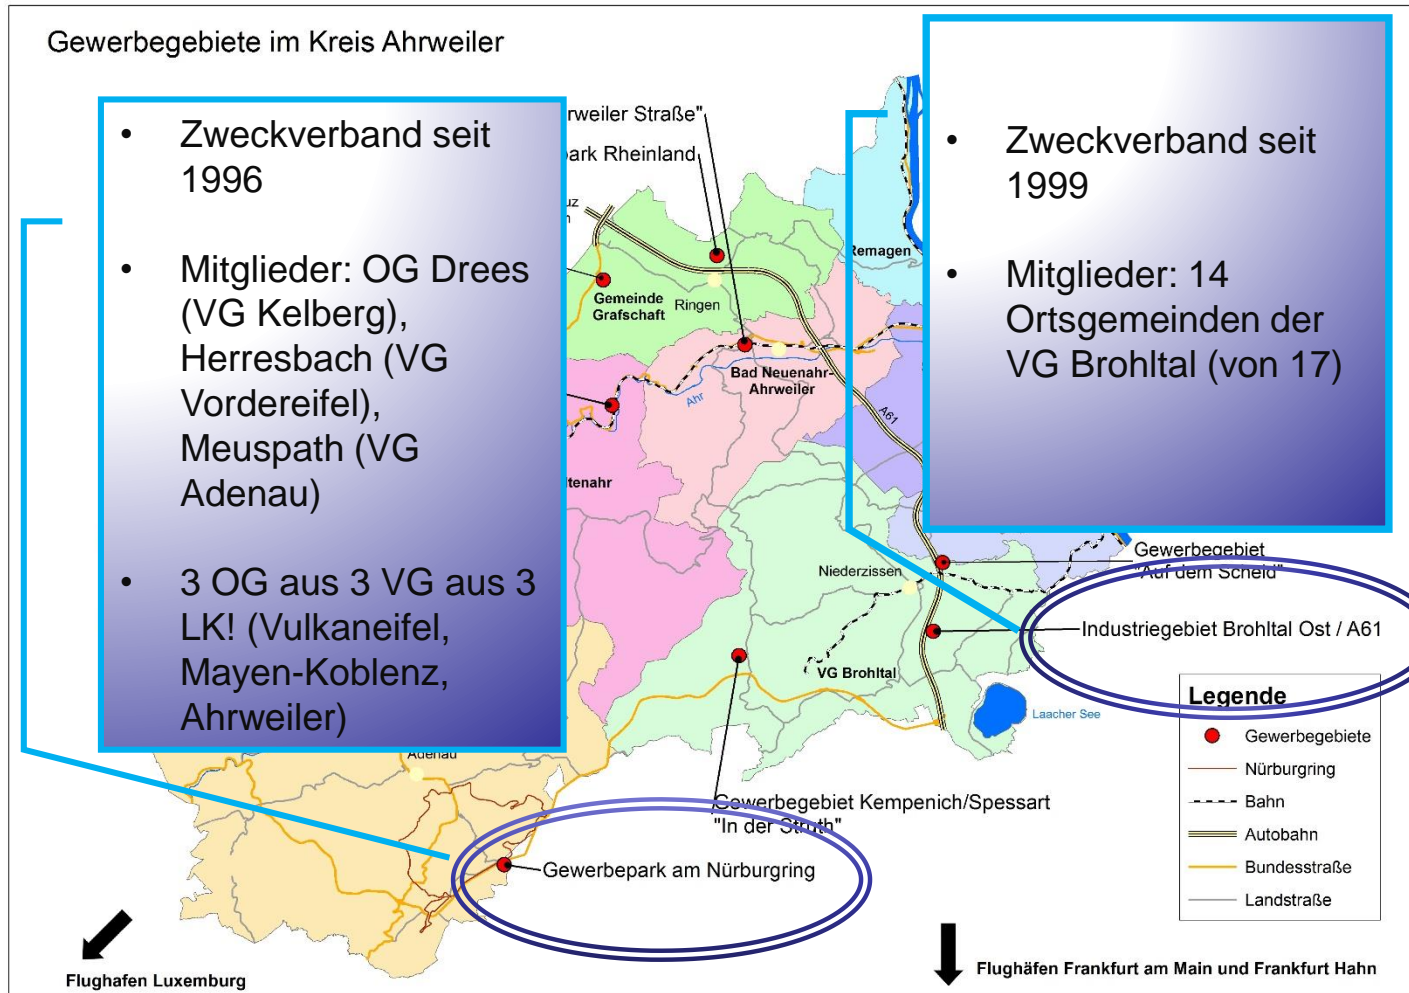 Gewerbegebiete im Kreis Ahrweiler
• Zweckverband seit
1996
• Mitglieder: OG Drees
(VG Kelberg),
Herresbach (VG
Vordereifel),
Meuspath (VG
Adenau)
• 3 OG aus 3 VG aus 3
LK! (Vulkaneifel,
Mayen-Koblenz,
Ahrweiler)
• Zweckverband seit
1999
• Mitglieder: 14
Ortsgemeinden der
VG Brohltal (von 17)
Straße"
Rheinland
Remagen
Gemeinde
Grafschaft
Ringen
Bad Neuenahr-
Ahrweiler
Ahr
A61
Niederzissen
VG Brohltal
Gewerbegebiet
"Auf dem Scheid"
Industriegebiet Brohltal Ost / A61
Laacher See
Adenau
Gewerbegebiet Kempenich/Spessart
"In der Struth"
Gewerbepark am Nürburgring
Legende
Gewerbegebiete
Nürburgring
Bahn
Autobahn
Bundesstraße
Landstraße
Flughafen Luxemburg
Flughäfen Frankfurt am Main und Frankfurt Hahn